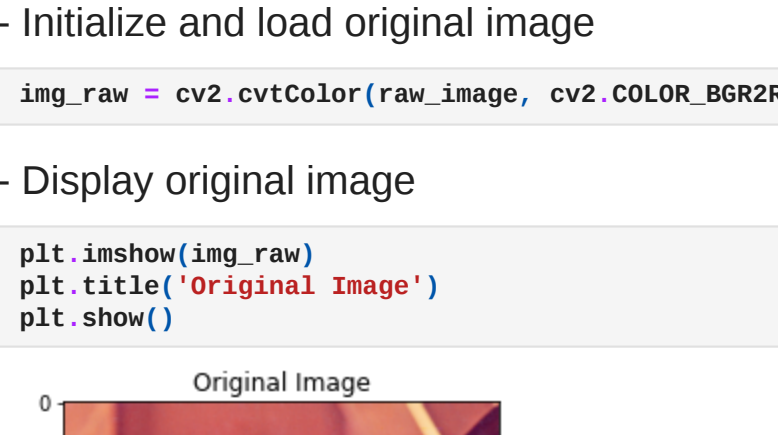 - Initialize and load original image
img_raw = cv2.cvtColor(raw_image, cv2.COLOR_BGR2R
- Display original image
plt.imshow(img_raw)
plt.title('Original Image')
plt.show()
Original Image
0